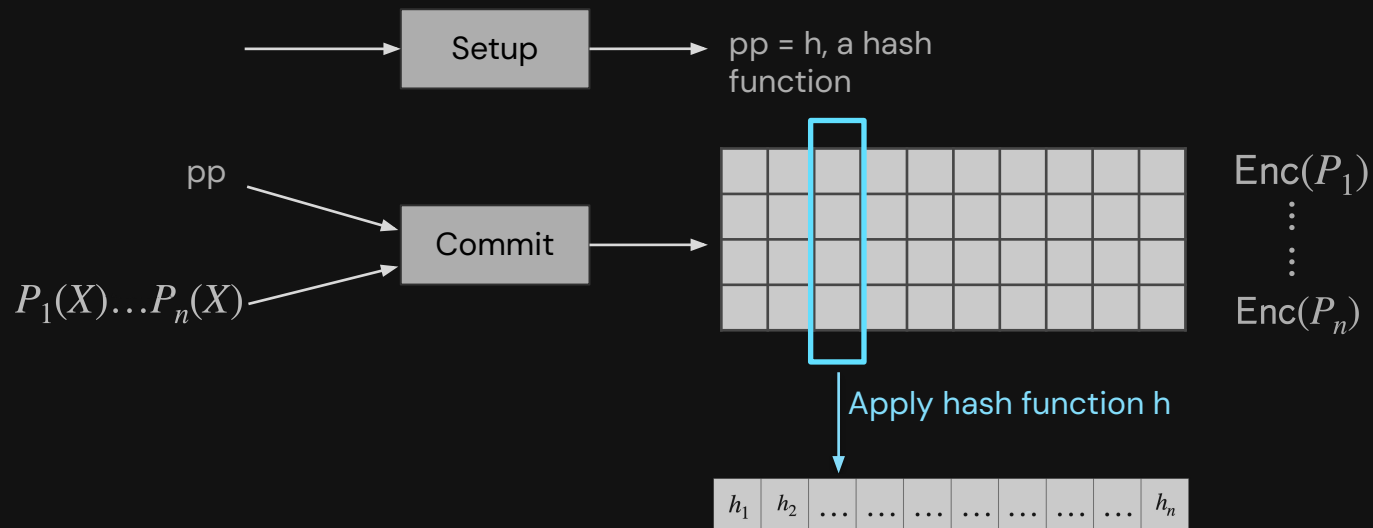 Setup
pp = h, a hash
function
pp
Commit
P₁(X)…Pₙ(X)
Enc(P₁)
⋮
⋮
Enc(Pₙ)
Apply hash function h
h₁ h₂ … … … … … … … hₙ